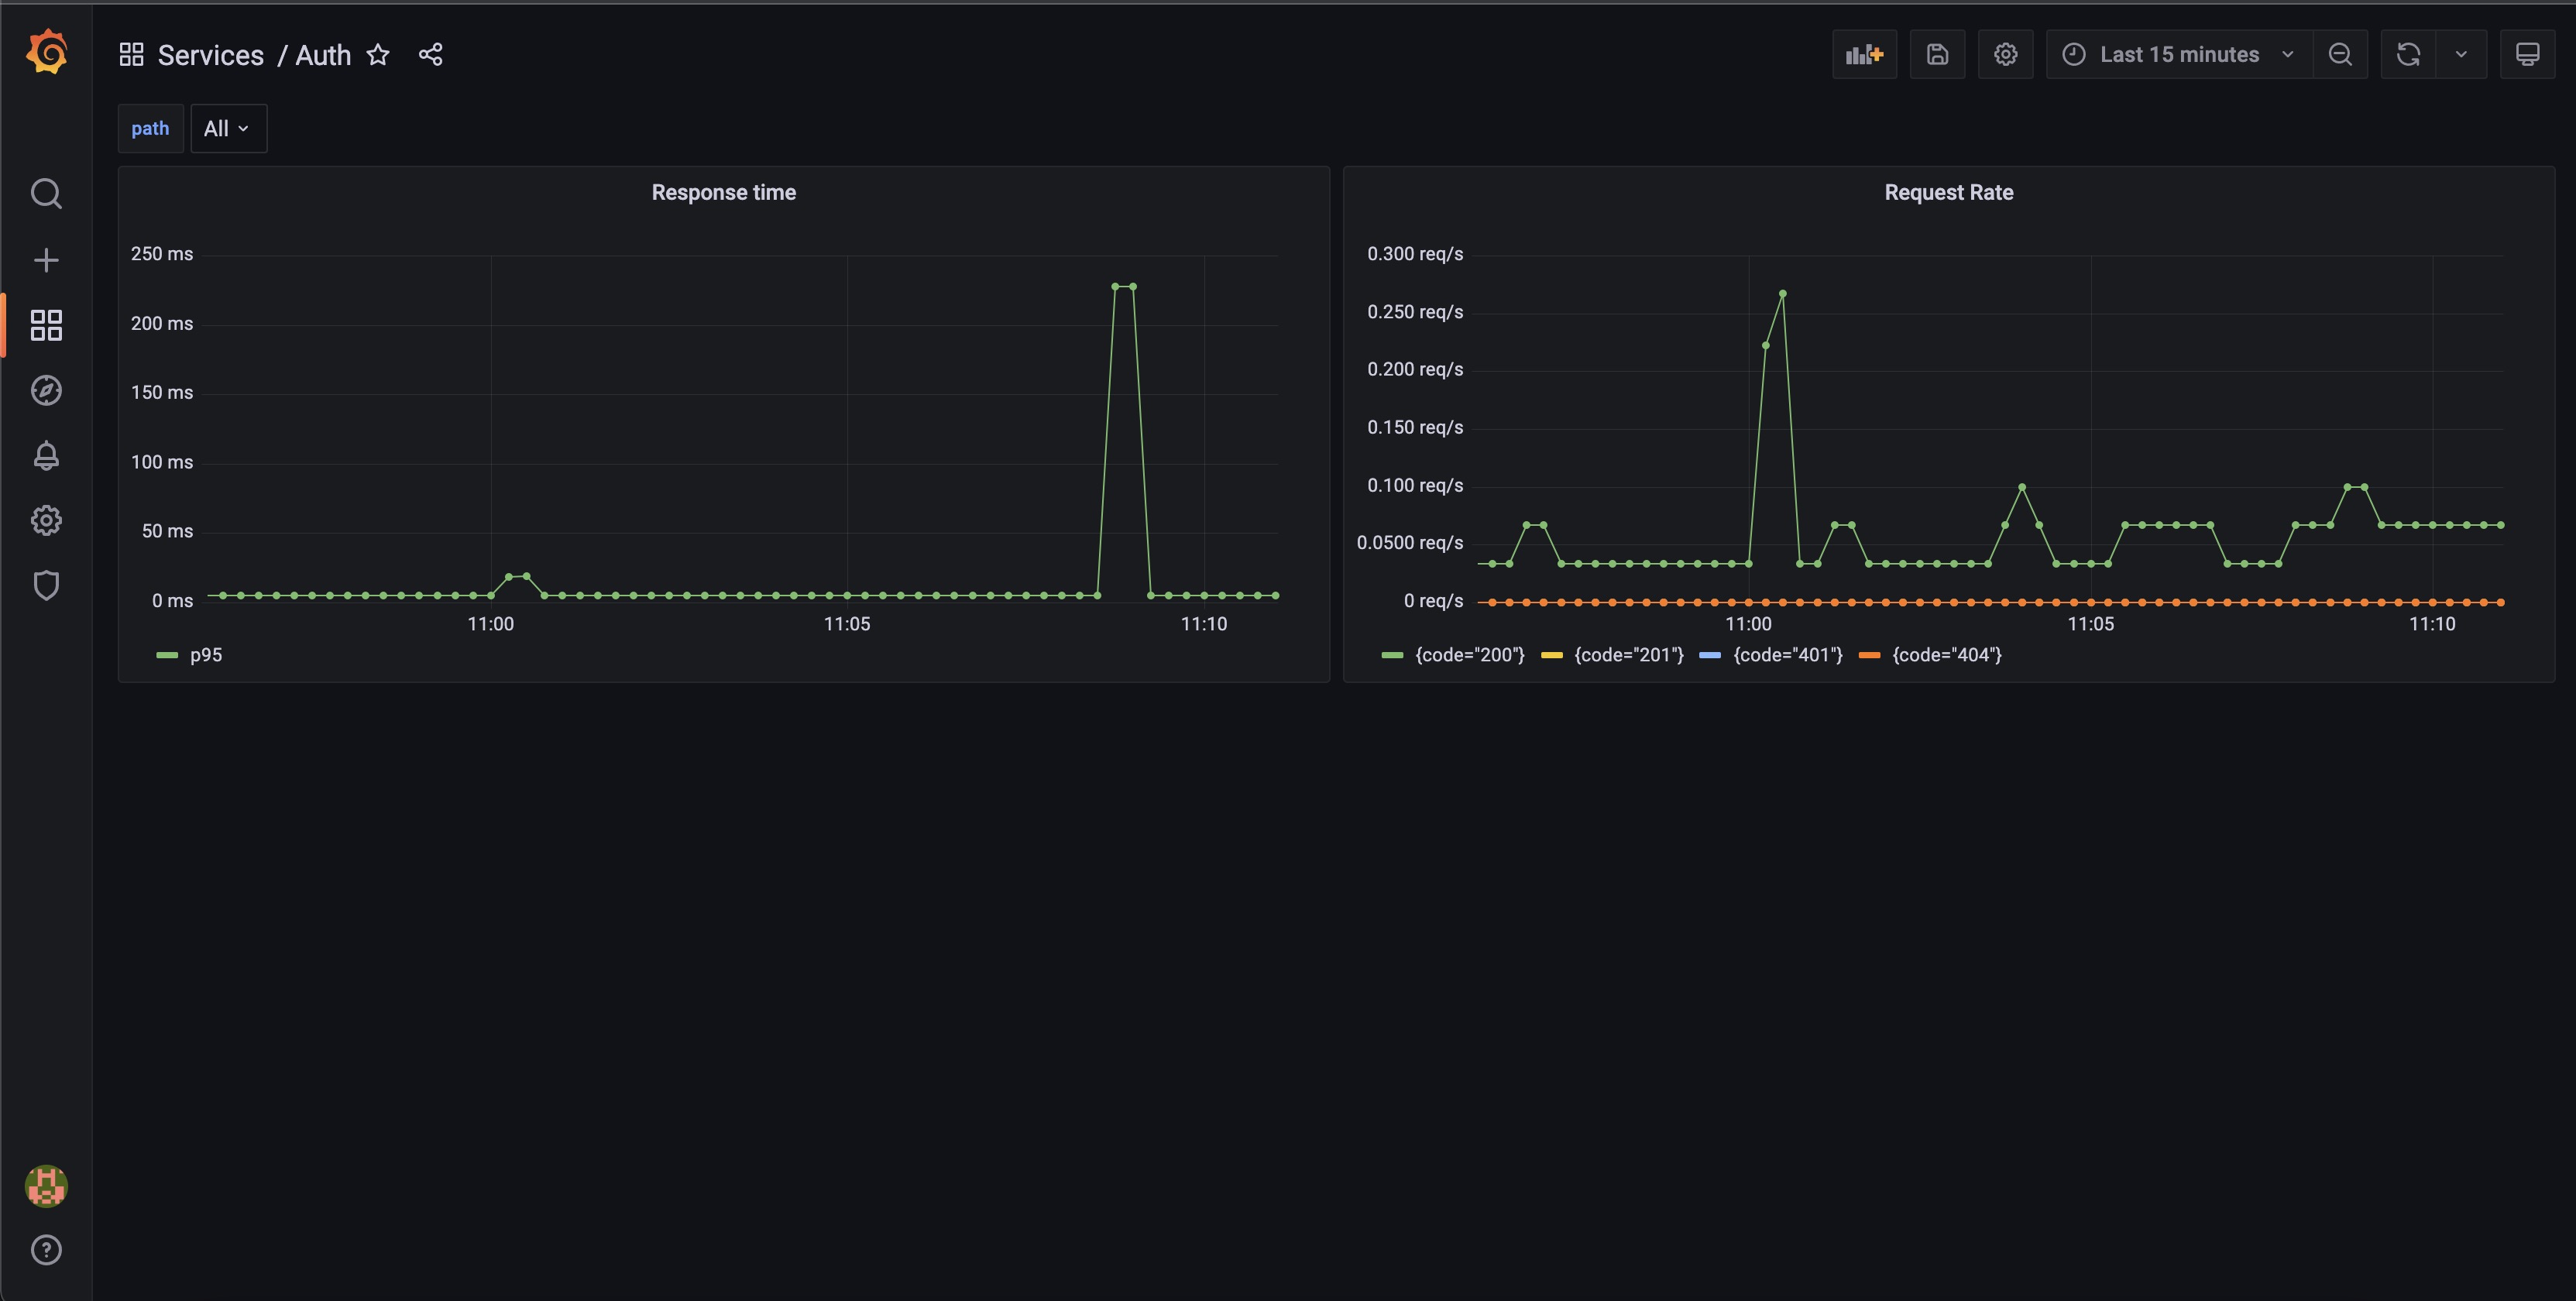 Services / Auth
Last 15 minutes
path All
Response time
250 ms
200 ms
150 ms
100 ms
50 ms
0 ms
11:00 11:05 11:10
p95
Request Rate
0.300 req/s
0.250 req/s
0.200 req/s
0.150 req/s
0.100 req/s
0.0500 req/s
0 req/s
11:00 11:05 11:10
{code="200"} {code="201"} {code="401"} {code="404"}